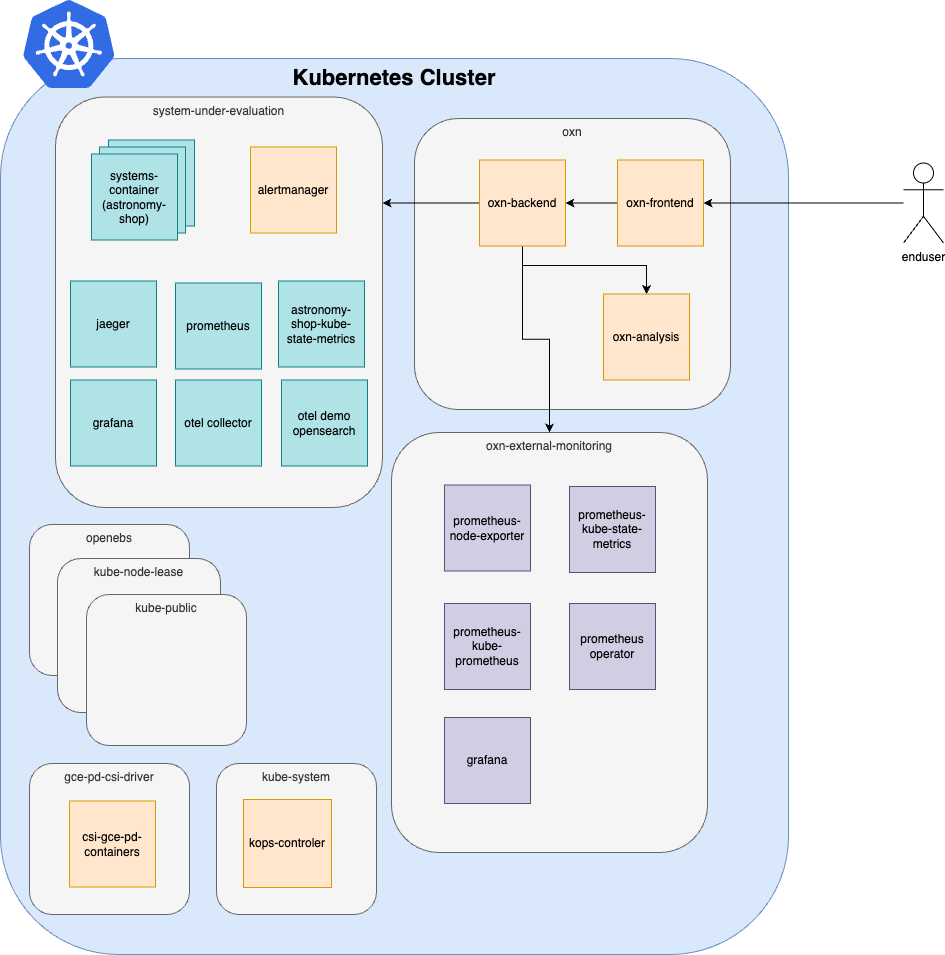 Kubernetes Cluster
system-under-evaluation
systems-
container
(astronomy-
shop)
alertmanager
jaeger
prometheus
astronomy-
shop-kube-
state-metrics
grafana
otel collector
otel demo
opensearch
oxn
oxn-backend
oxn-frontend
oxn-analysis
enduser
oxn-external-monitoring
prometheus-
node-exporter
prometheus-
kube-state-
metrics
prometheus-
kube-
prometheus
prometheus
operator
grafana
openebs
kube-node-lease
kube-public
gce-pd-csi-driver
csi-gce-pd-
containers
kube-system
kops-controler